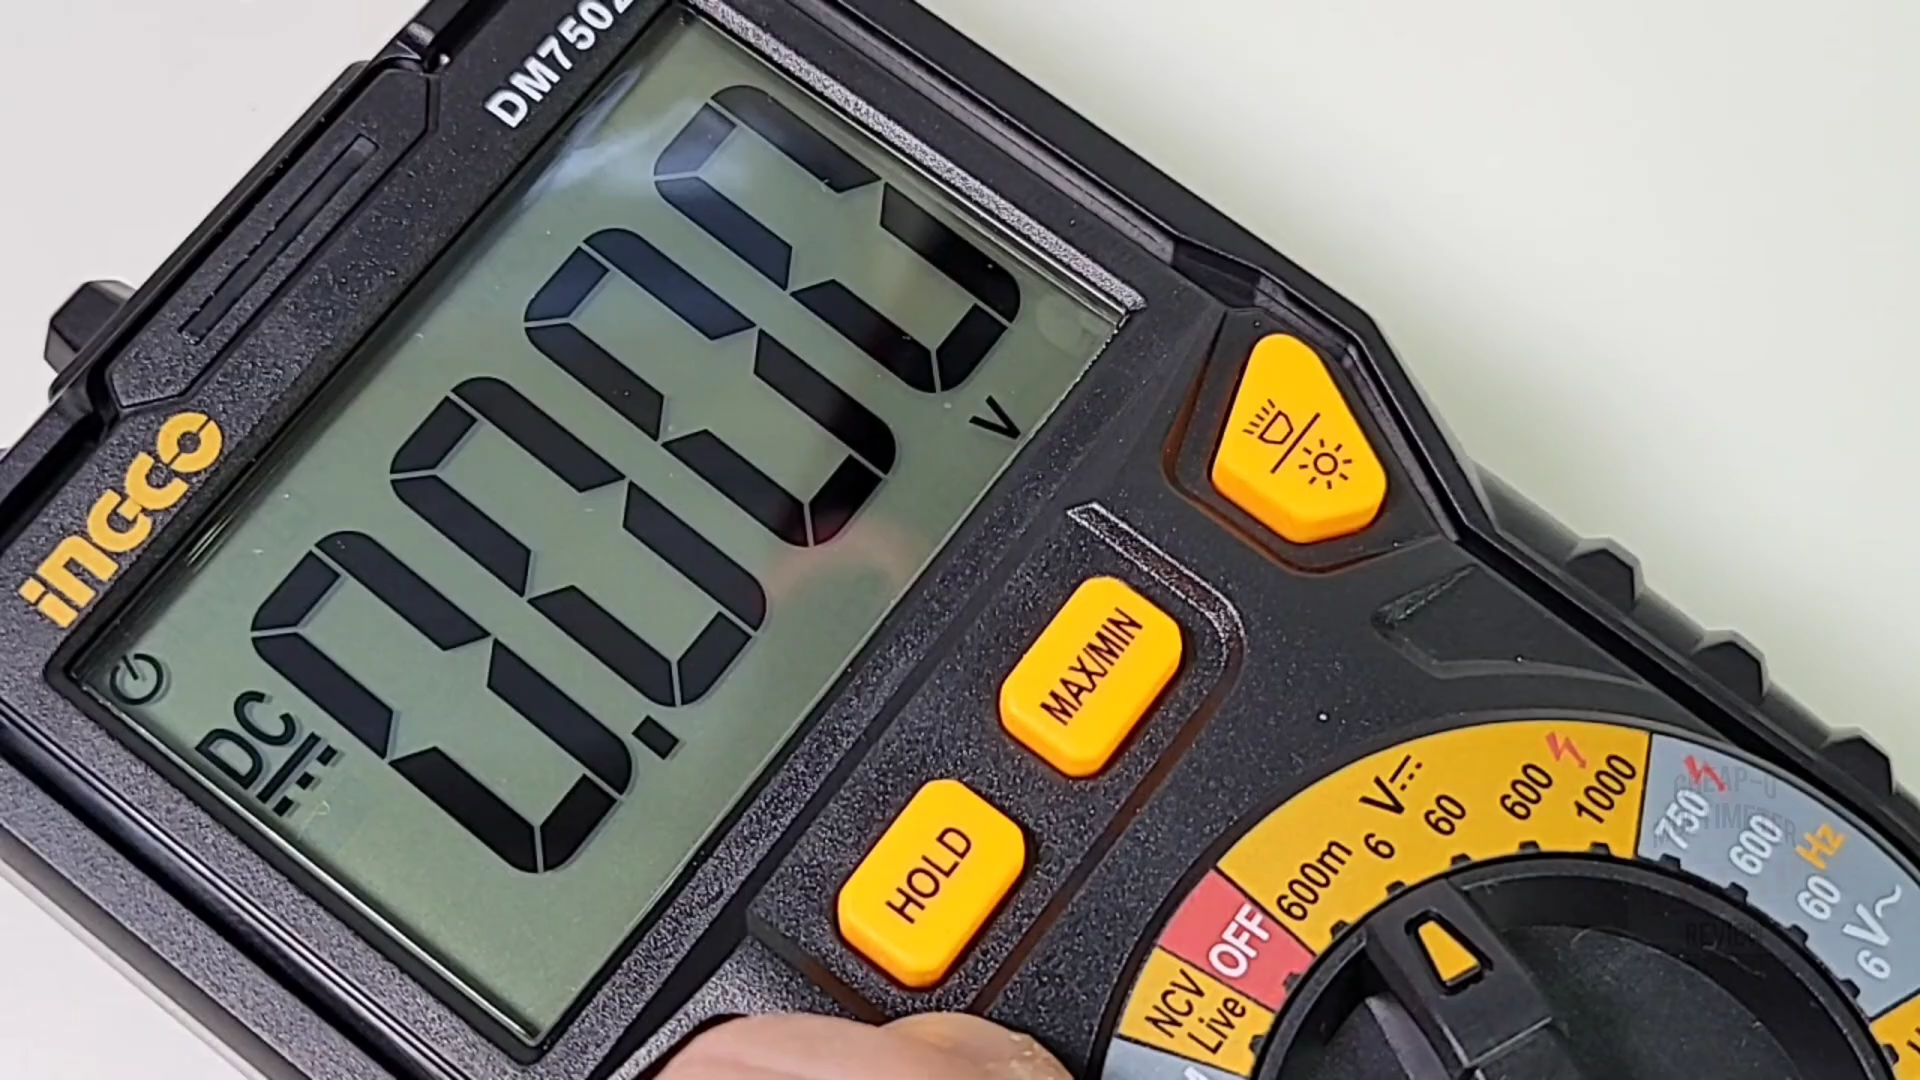 DM7502
INGCO
0.000
DC
V
MAX/MIN
HOLD
OFF
NCV
Live
V
600m
6
60
600
1000
750
600
60
Hz
6
V~